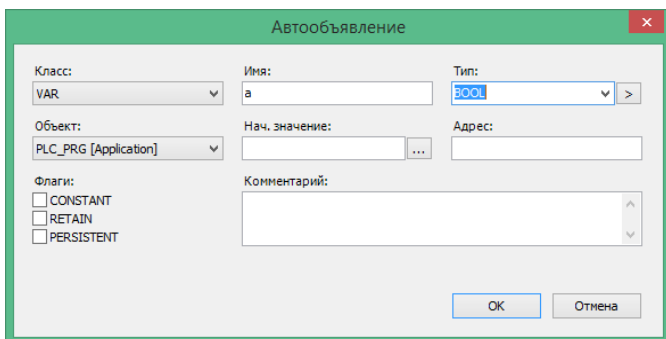 Автообъявление
Класс: Имя: Тип:
VAR a BOOL >
Объект: Нач. значение: Адрес:
PLC_PRG [Application] ...
Флаги: Комментарий:
CONSTANT
RETAIN
PERSISTENT
OK Отмена